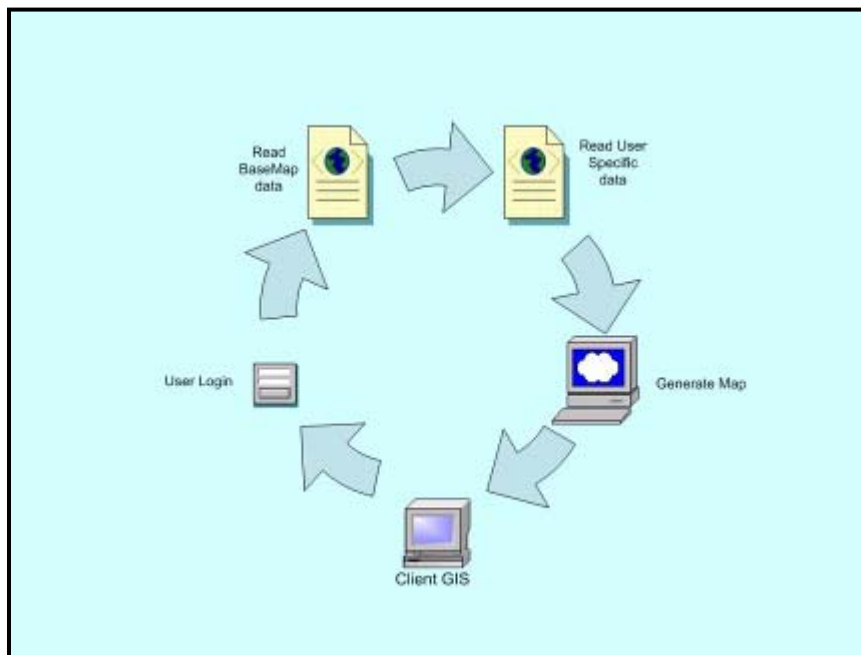 Read
BaseMap
data
Read User
Specific
data
User Login
Generate Map
Client GIS